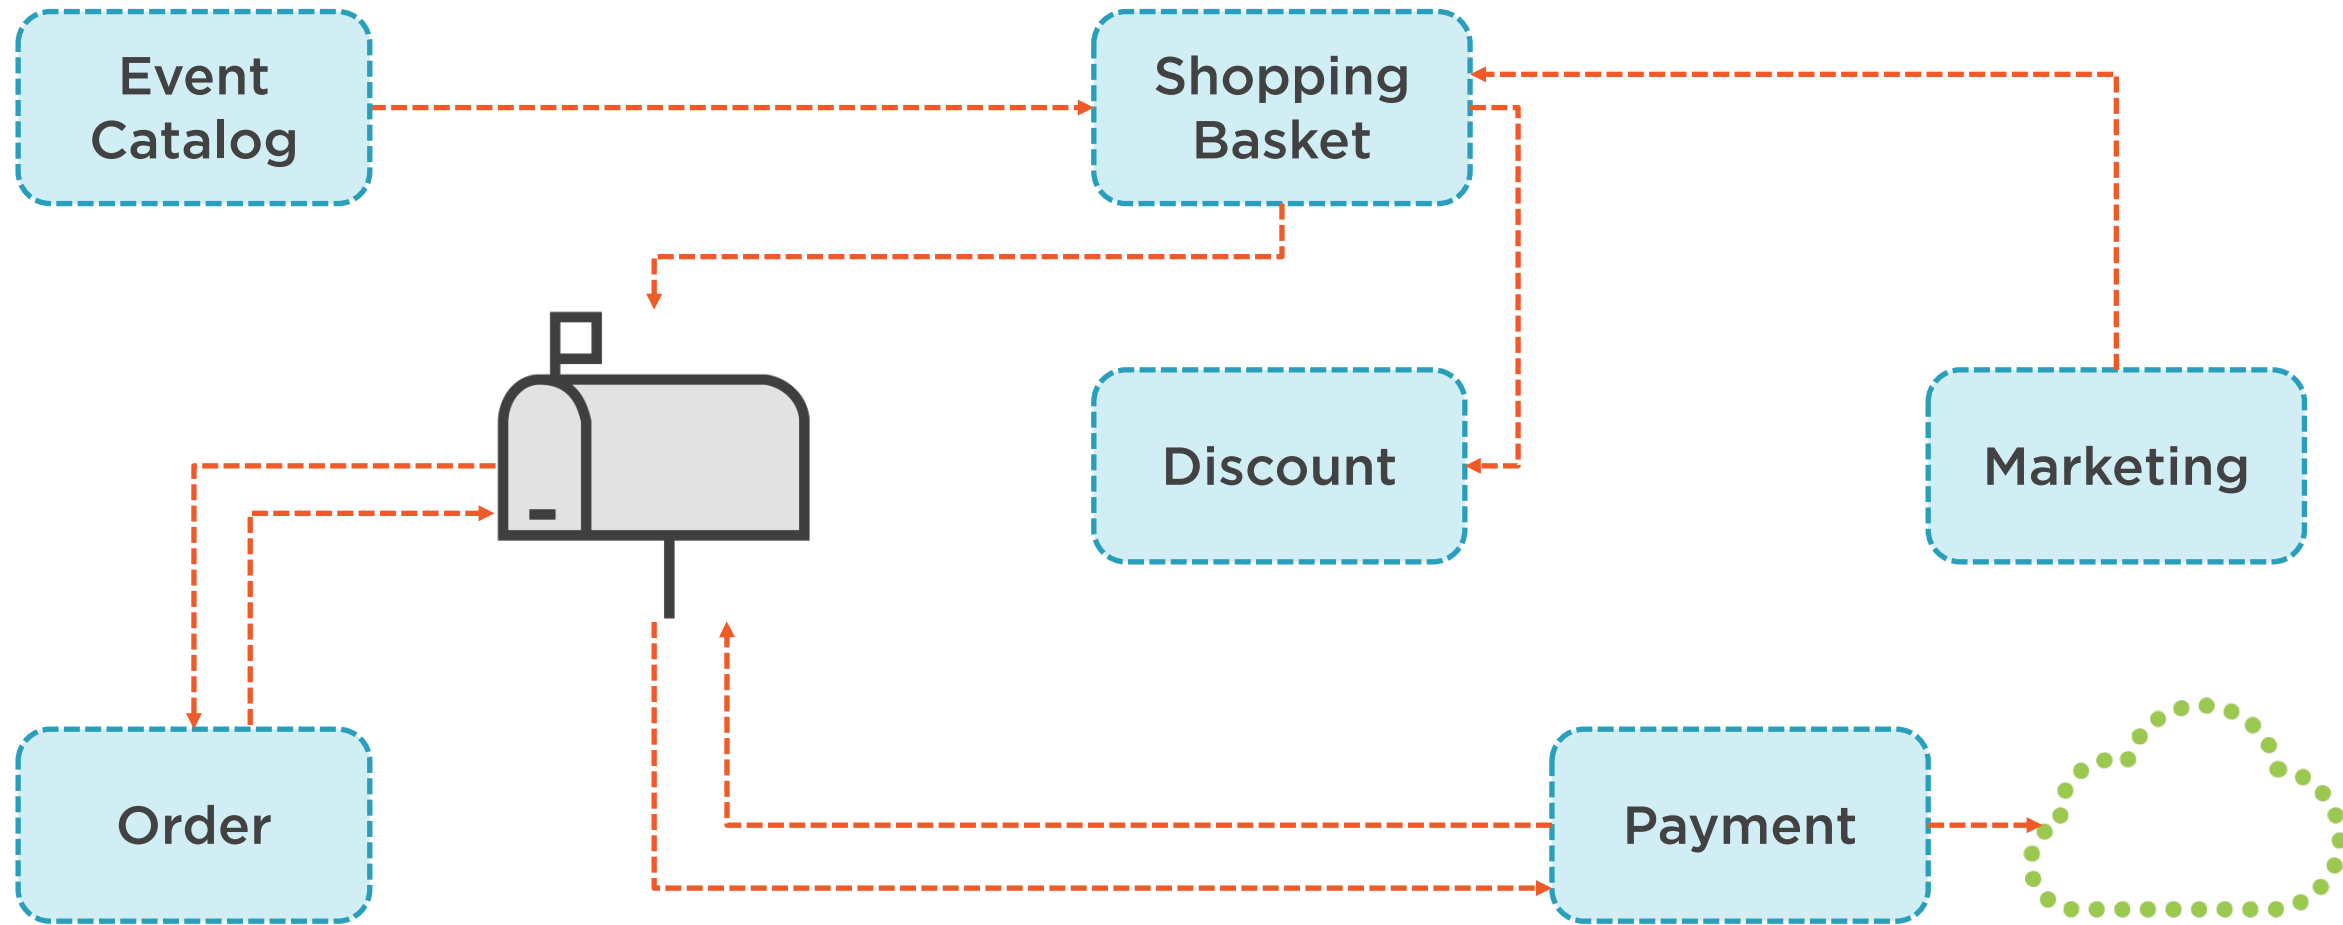 Event
Catalog
Shopping
Basket
Discount
Marketing
Order
Payment